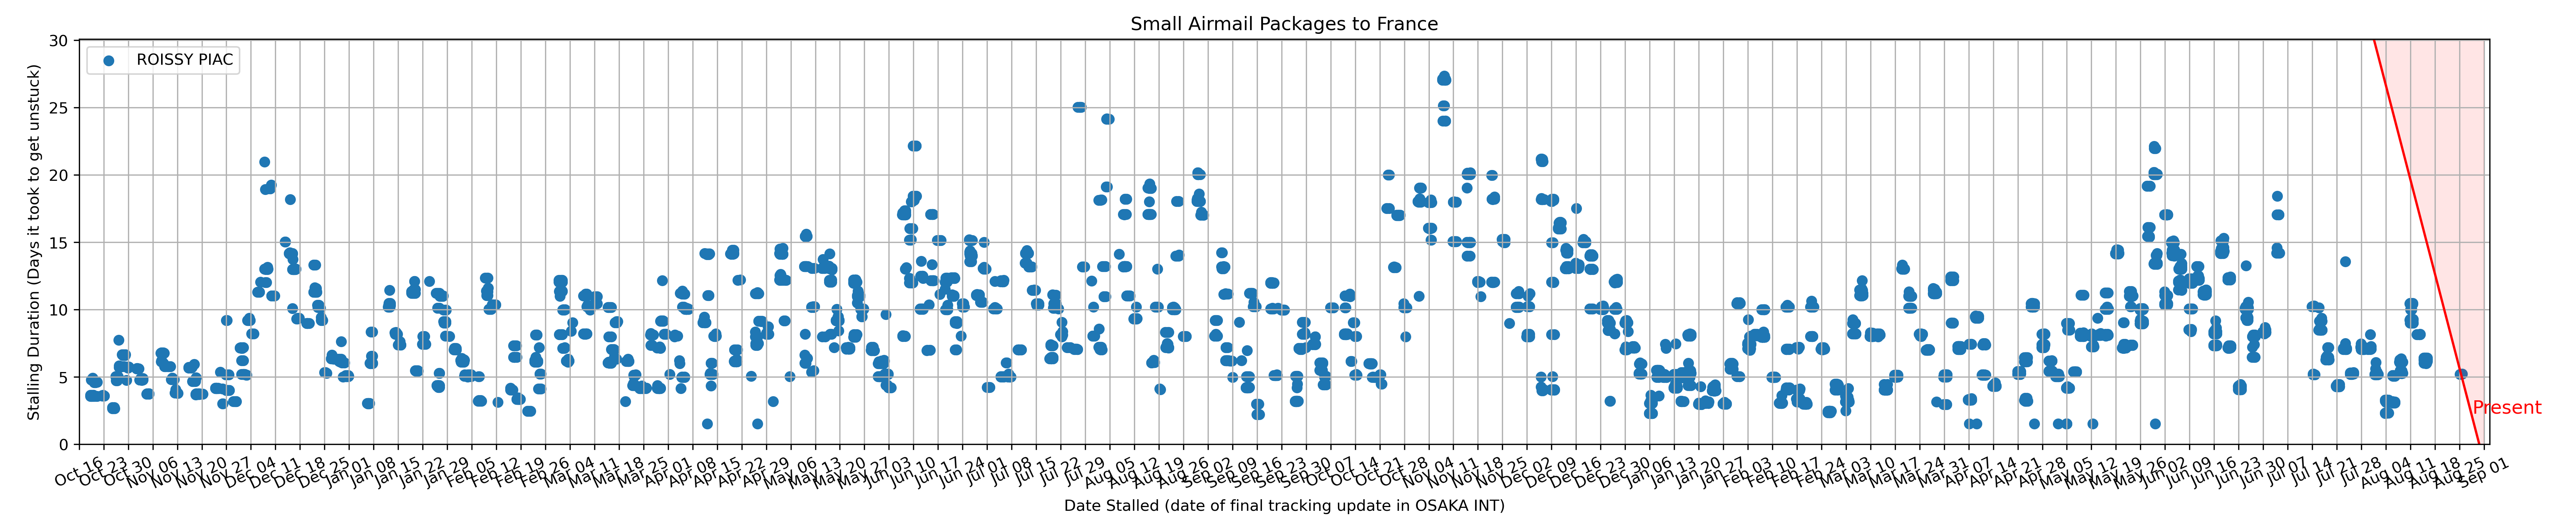 Small Airmail Packages to France
ROISSY PIAC
Stalling Duration (Days it took to get unstuck)
30
25
20
15
10
5
0
Present
Oct 16 Oct 23 Oct 30 Nov 06 Nov 13 Nov 20 Nov 27 Dec 04 Dec 11 Dec 18 Dec 25 Jan 01 Jan 08 Jan 15 Jan 22 Jan 29 Feb 05 Feb 12 Feb 19 Feb 26 Mar 04 Mar 11 Mar 18 Mar 25 Apr 01 Apr 08 Apr 15 Apr 22 Apr 29 May 06 May 13 May 20 May 27 Jun 03 Jun 10 Jun 17 Jun 24 Jul 01 Jul 08 Jul 15 Jul 22 Jul 29 Aug 05 Aug 12 Aug 19 Aug 26 Sep 02 Sep 09 Sep 16 Sep 23 Sep 30 Oct 07 Oct 14 Oct 21 Oct 28 Nov 04 Nov 11 Nov 18 Nov 25 Dec 02 Dec 09 Dec 16 Dec 23 Dec 30 Jan 06 Jan 13 Jan 20 Jan 27 Feb 03 Feb 10 Feb 17 Feb 24 Mar 03 Mar 10 Mar 17 Mar 24 Mar 31 Apr 07 Apr 14 Apr 21 Apr 28 May 05 May 12 May 19 May 26 Jun 02 Jun 09 Jun 16 Jun 23 Jun 30 Jul 07 Jul 14 Jul 21 Jul 28 Aug 04 Aug 11 Aug 18 Aug 25 Sep 01
Date Stalled (date of final tracking update in OSAKA INT)